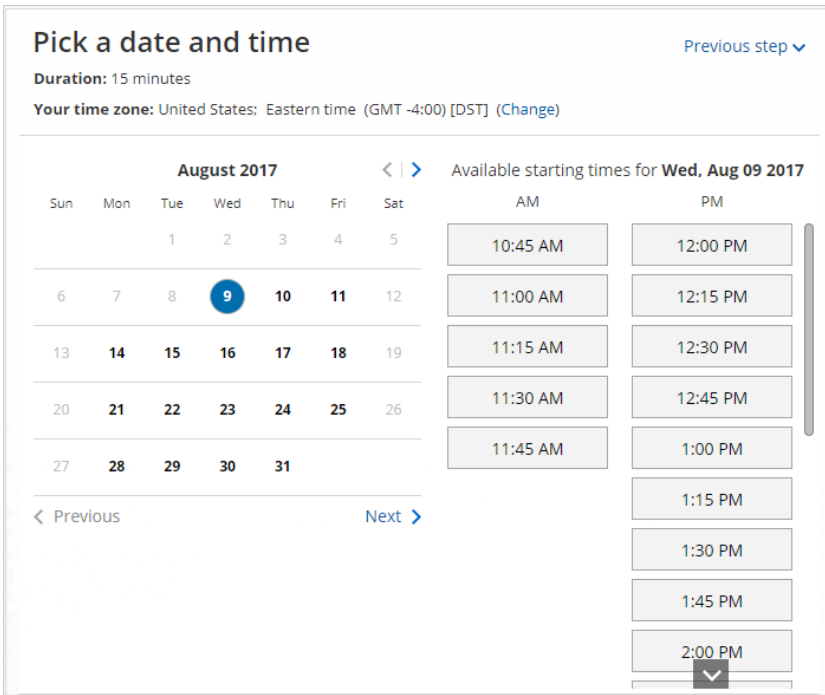 Pick a date and time
Previous step
Duration: 15 minutes
Your time zone: United States; Eastern time (GMT -4:00) [DST] (Change)
August 2017
Sun Mon Tue Wed Thu Fri Sat
1 2 3 4 5
6 7 8 9 10 11 12
13 14 15 16 17 18 19
20 21 22 23 24 25 26
27 28 29 30 31
Previous Next
Available starting times for Wed, Aug 09 2017
AM PM
10:45 AM 12:00 PM
11:00 AM 12:15 PM
11:15 AM 12:30 PM
11:30 AM 12:45 PM
11:45 AM 1:00 PM
1:15 PM
1:30 PM
1:45 PM
2:00 PM